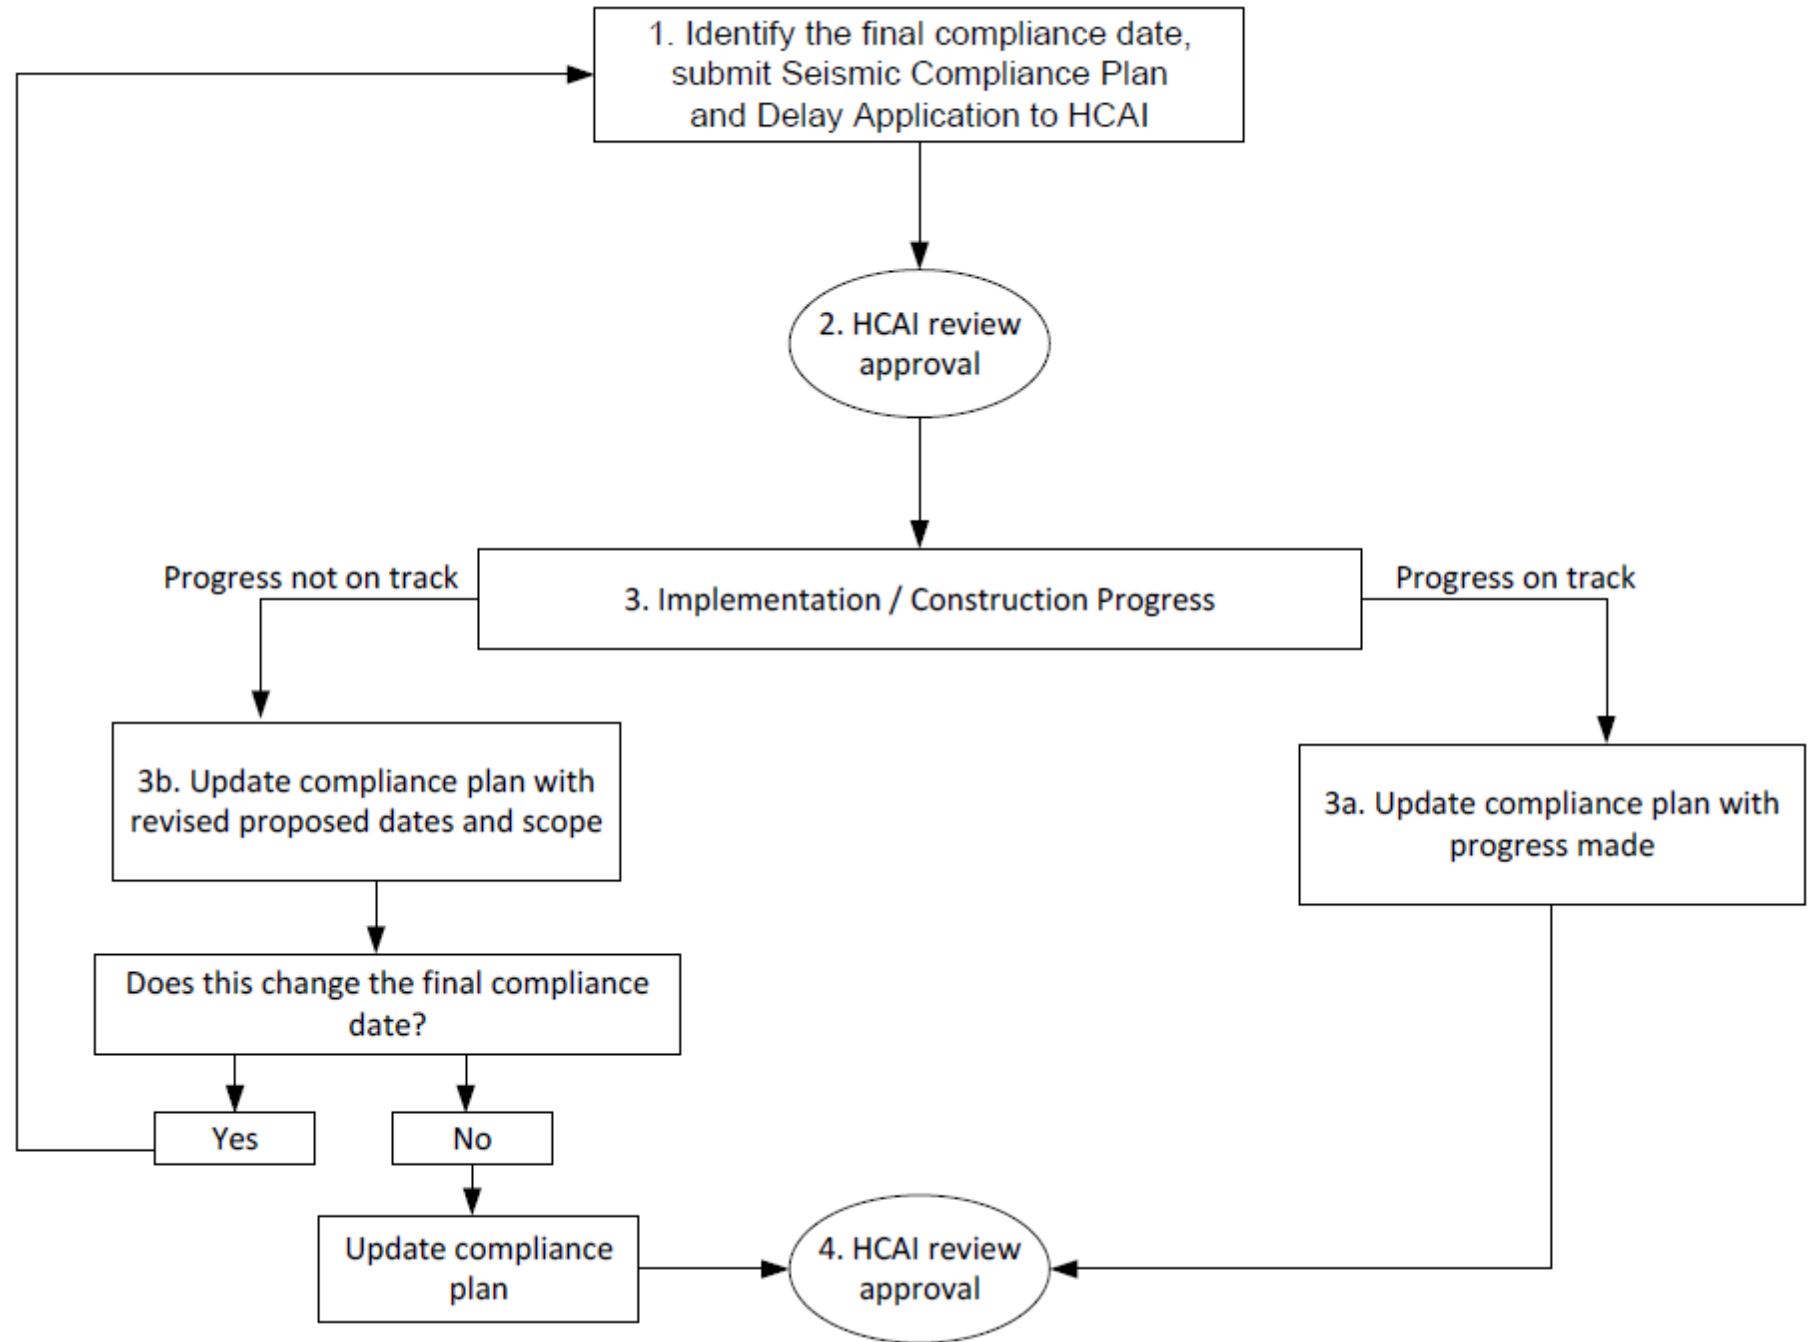 1. Identify the final compliance date,
submit Seismic Compliance Plan
and Delay Application to HCAI
2. HCAI review
approval
Progress not on track
3. Implementation / Construction Progress
Progress on track
3b. Update compliance plan with
revised proposed dates and scope
3a. Update compliance plan with
progress made
Does this change the final compliance
date?
Yes
No
Update compliance
plan
4. HCAI review
approval